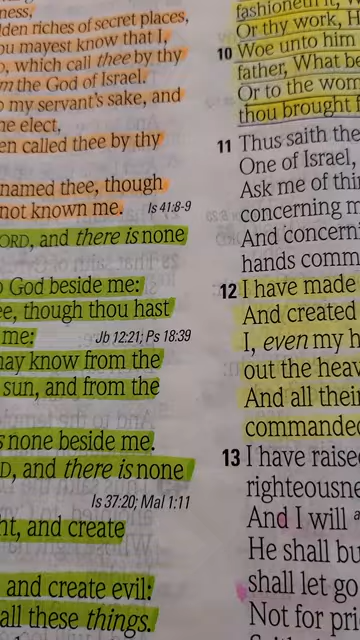 ness,
dden riches of secret places,
ou mayest know that I,
, which call thee by thy
m the God of Israel.
o my servant's sake, and
ne elect,
en called thee by thy
named thee, though
not known me. Is 41:8-9
ORD, and there is none
God beside me:
ee, though thou hast
me: Jb 12:21; Ps 18:39
may know from the
sun, and from the
s none beside me.
D, and there is none
Is 37:20; Mal 1:11
ht, and create
and create evil:
all these things.
fashioneth it,
Or thy work, H
10 Woe unto him
father, What be
Or to the wom
thou brought
11 Thus saith the
One of Israel,
Ask me of thin
concerning m
And concerni
hands comm
12 I have made
And created
I, even my h
out the heav
And all their
commanded
13 I have raise
righteousne
And I will a
He shall bu
shall let go
Not for pri